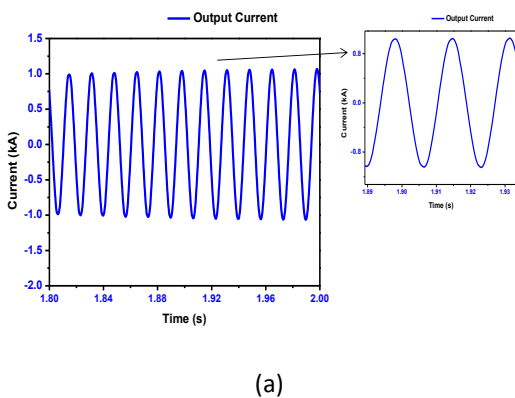 Output Current
1.5
1.0
0.5
0.0
-0.5
-1.0
-1.5
-2.0
Current (kA)
1.80 1.84 1.88 1.92 1.96 2.00
Time (s)
Output Current
0.8
0.0
-0.8
Current (kA)
1.89 1.90 1.91 1.92 1.93
Time (s)
(a)